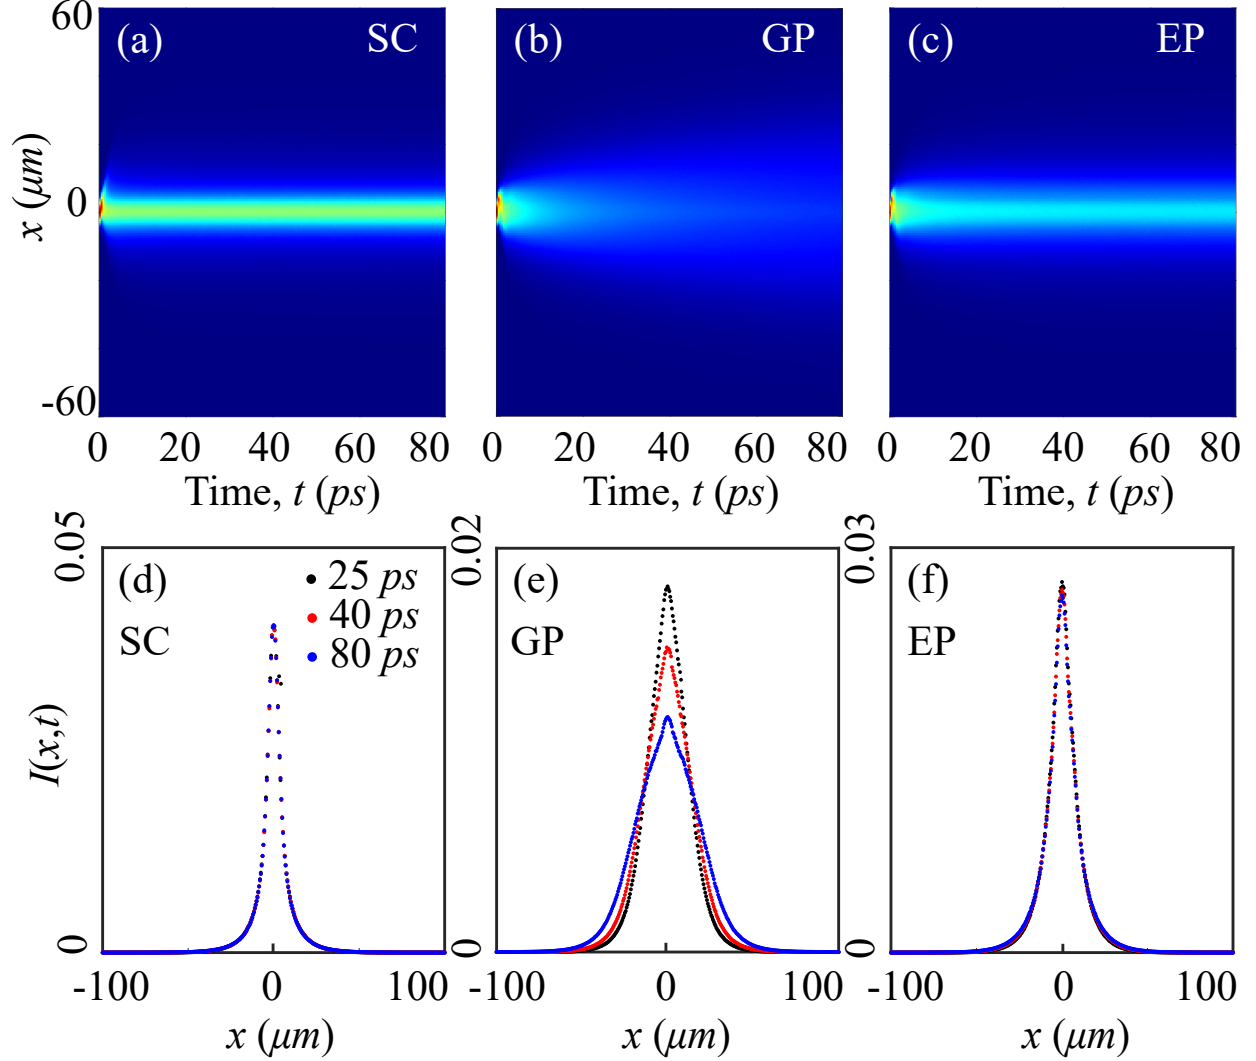 60
(a) SC
(b) GP
(c) EP
x (μm)
0
-60
0 20 40 60 80
0 20 40 60 80
0 20 40 60 80
Time, t (ps)
Time, t (ps)
Time, t (ps)
0.05
(d)
SC
25 ps
40 ps
80 ps
0.02
(e)
GP
0.03
(f)
EP
I(x,t)
0
0
0
-100 0 100
-100 0 100
-100 0 100
x (μm)
x (μm)
x (μm)